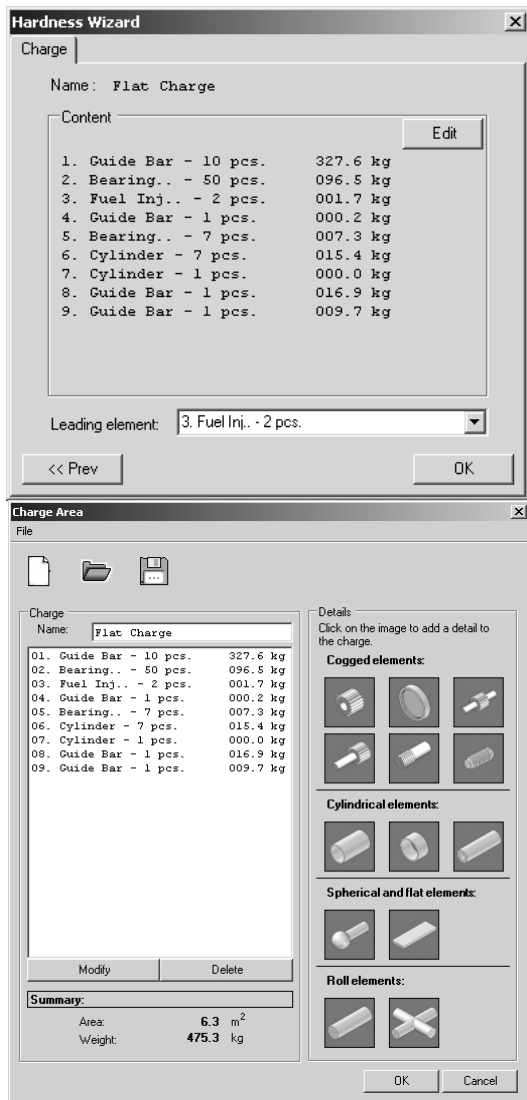 Hardness Wizard
Charge
Name: Flat Charge
Content
Edit
1. Guide Bar - 10 pcs. 327.6 kg
2. Bearing.. - 50 pcs. 096.5 kg
3. Fuel Inj.. - 2 pcs. 001.7 kg
4. Guide Bar - 1 pcs. 000.2 kg
5. Bearing.. - 7 pcs. 007.3 kg
6. Cylinder - 7 pcs. 015.4 kg
7. Cylinder - 1 pcs. 000.0 kg
8. Guide Bar - 1 pcs. 016.9 kg
9. Guide Bar - 1 pcs. 009.7 kg
Leading element: 3. Fuel Inj.. - 2 pcs.
<< Prev OK
Charge Area
File
Charge
Name: Flat Charge
01. Guide Bar - 10 pcs. 327.6 kg
02. Bearing.. - 50 pcs. 096.5 kg
03. Fuel Inj.. - 2 pcs. 001.7 kg
04. Guide Bar - 1 pcs. 000.2 kg
05. Bearing.. - 7 pcs. 007.3 kg
06. Cylinder - 7 pcs. 015.4 kg
07. Cylinder - 1 pcs. 000.0 kg
08. Guide Bar - 1 pcs. 016.9 kg
09. Guide Bar - 1 pcs. 009.7 kg
Modify Delete
Summary:
Area: 6.3 m²
Weight: 475.3 kg
Details
Click on the image to add a detail to
the charge.
Cogged elements:
Cylindrical elements:
Spherical and flat elements:
Roll elements:
OK Cancel